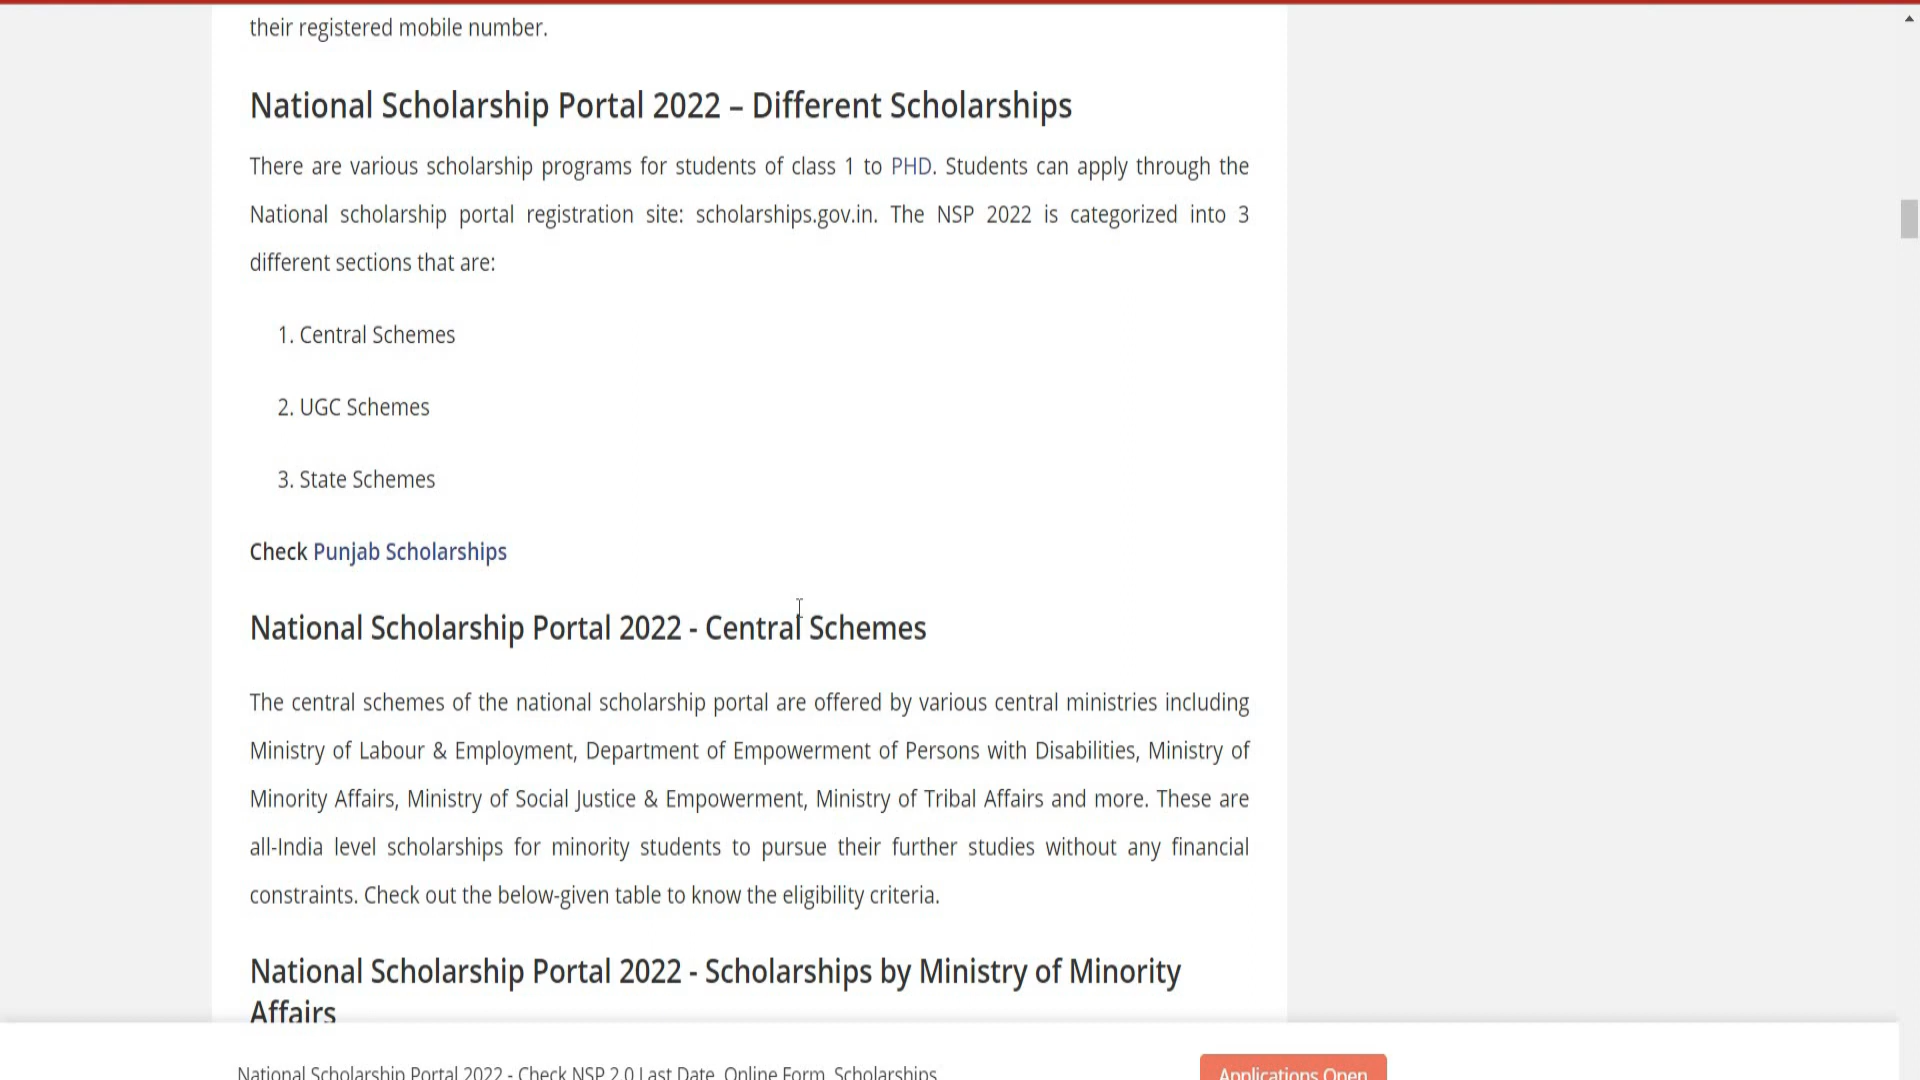 their registered mobile number.
National Scholarship Portal 2022 – Different Scholarships
There are various scholarship programs for students of class 1 to PHD. Students can apply through the
National scholarship portal registration site: scholarships.gov.in. The NSP 2022 is categorized into 3
different sections that are:
1. Central Schemes
2. UGC Schemes
3. State Schemes
Check Punjab Scholarships
National Scholarship Portal 2022 - Central Schemes
The central schemes of the national scholarship portal are offered by various central ministries including
Ministry of Labour & Employment, Department of Empowerment of Persons with Disabilities, Ministry of
Minority Affairs, Ministry of Social Justice & Empowerment, Ministry of Tribal Affairs and more. These are
all-India level scholarships for minority students to pursue their further studies without any financial
constraints. Check out the below-given table to know the eligibility criteria.
National Scholarship Portal 2022 - Scholarships by Ministry of Minority
Affairs
National Scholarship Portal 2022 - Check NSP 2.0 Last Date, Online Form, Scholarships
Applications Open